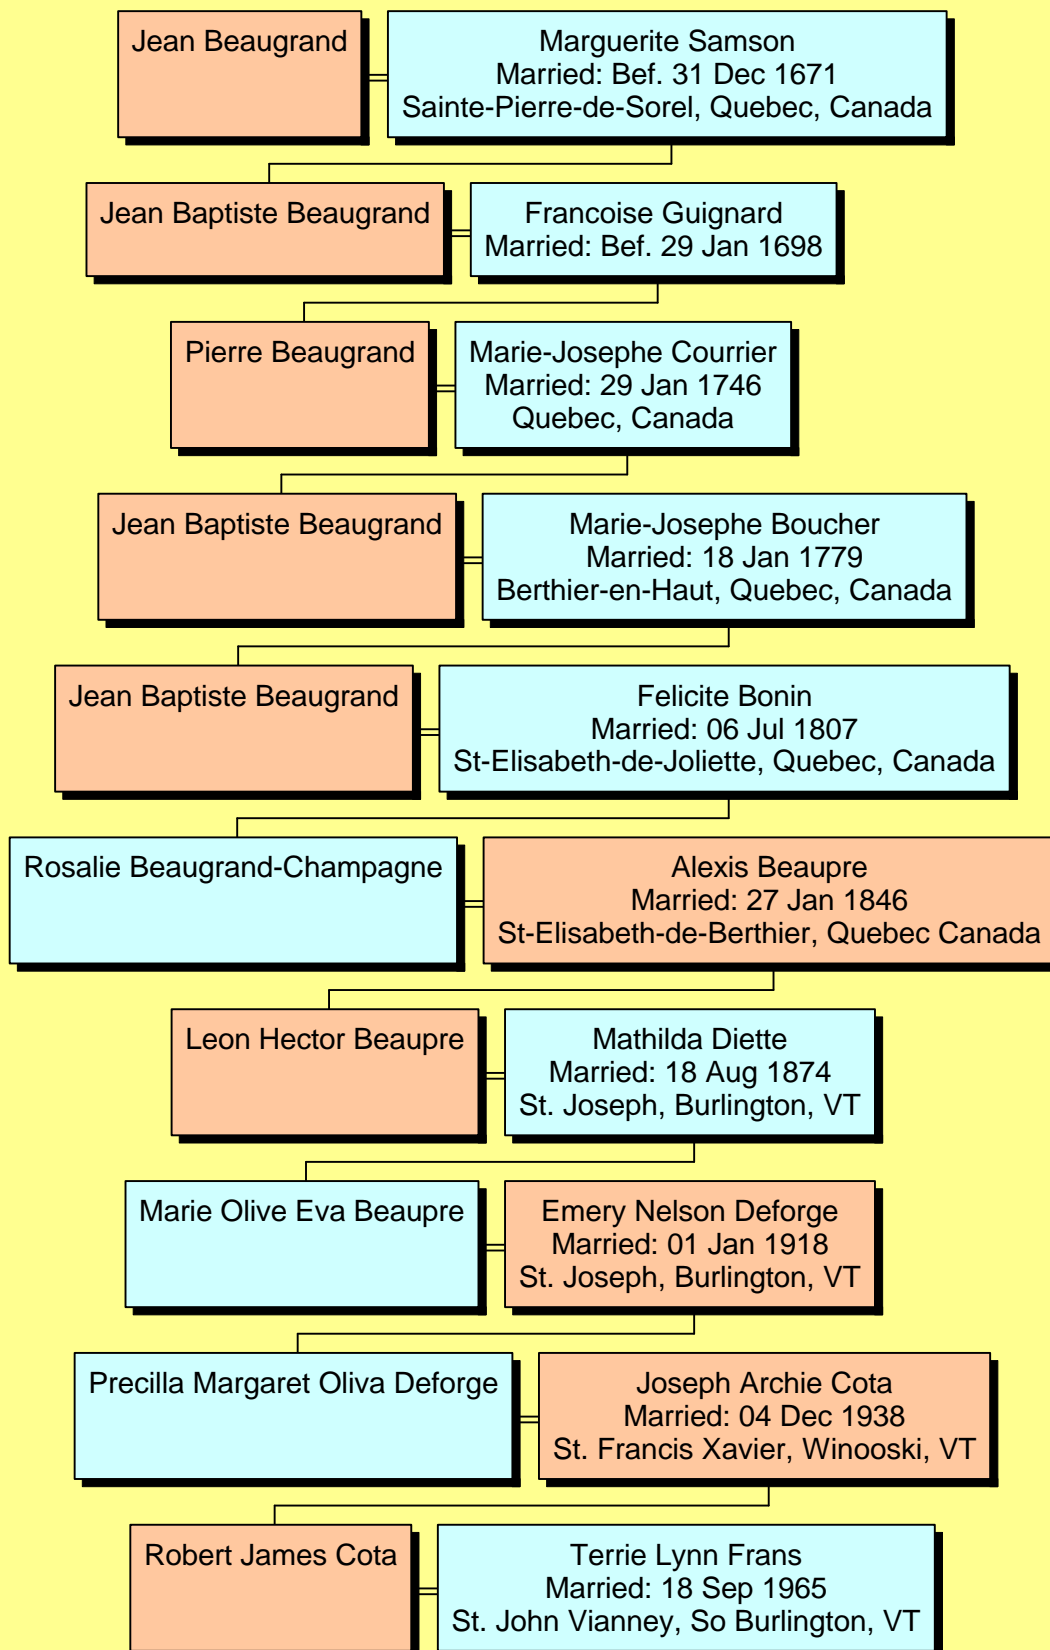 Jean Beaugrand
Marguerite Samson
Married: Bef. 31 Dec 1671
Sainte-Pierre-de-Sorel, Quebec, Canada
Jean Baptiste Beaugrand
Francoise Guignard
Married: Bef. 29 Jan 1698
Pierre Beaugrand
Marie-Josephe Courrier
Married: 29 Jan 1746
Quebec, Canada
Jean Baptiste Beaugrand
Marie-Josephe Boucher
Married: 18 Jan 1779
Berthier-en-Haut, Quebec, Canada
Jean Baptiste Beaugrand
Felicite Bonin
Married: 06 Jul 1807
St-Elisabeth-de-Joliette, Quebec, Canada
Rosalie Beaugrand-Champagne
Alexis Beaupre
Married: 27 Jan 1846
St-Elisabeth-de-Berthier, Quebec Canada
Leon Hector Beaupre
Mathilda Diette
Married: 18 Aug 1874
St. Joseph, Burlington, VT
Marie Olive Eva Beaupre
Emery Nelson Deforge
Married: 01 Jan 1918
St. Joseph, Burlington, VT
Precilla Margaret Oliva Deforge
Joseph Archie Cota
Married: 04 Dec 1938
St. Francis Xavier, Winooski, VT
Robert James Cota
Terrie Lynn Frans
Married: 18 Sep 1965
St. John Vianney, So Burlington, VT